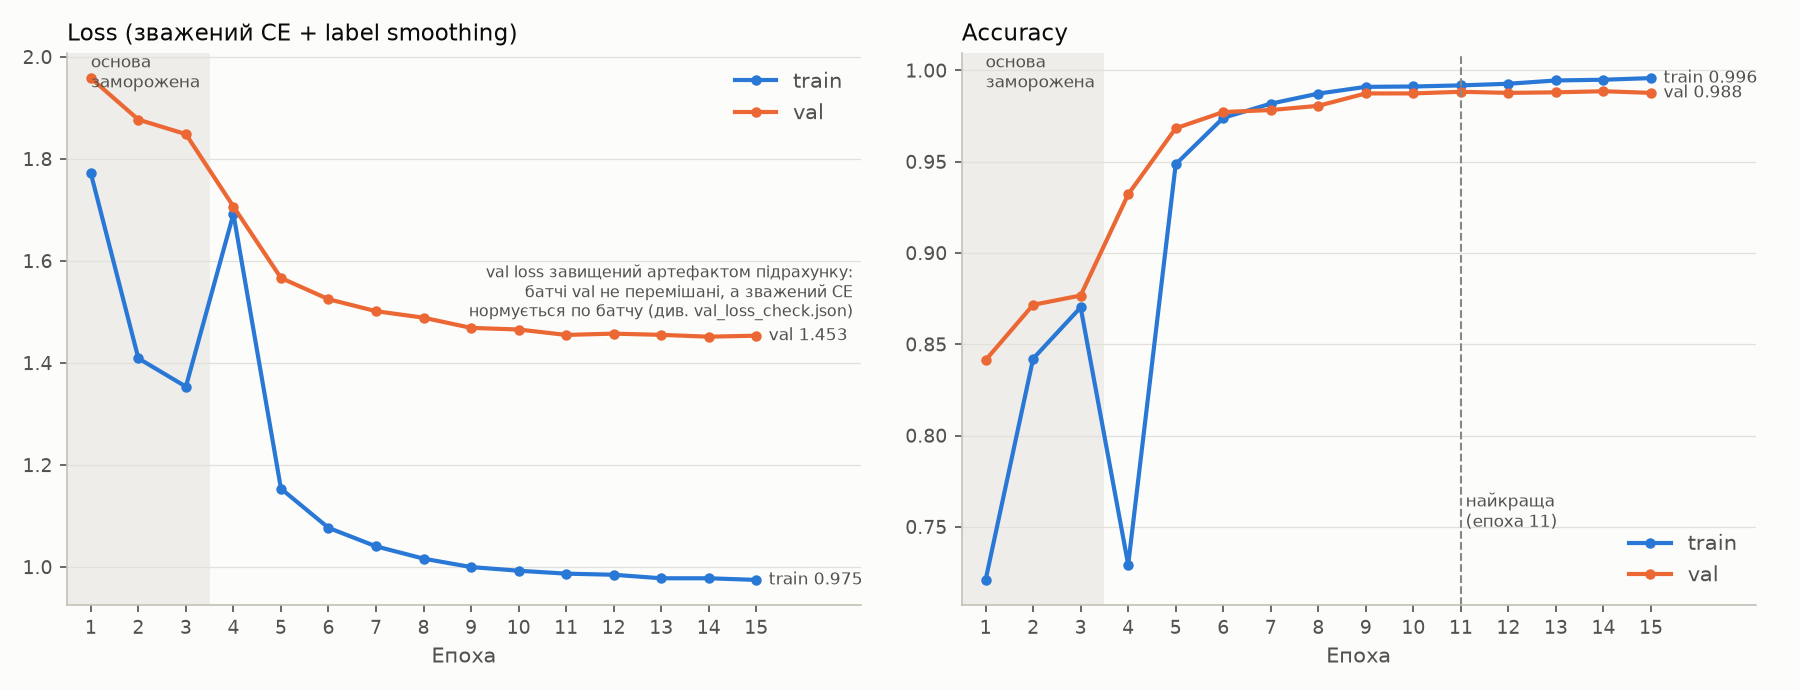 Loss (зважений CE + label smoothing)
2.0
1.8
1.6
1.4
1.2
1.0
основа
заморожена
train
val
val loss завищений артефактом підрахунку:
батчі val не перемішані, а зважений CE
нормується по батчу (див. val_loss_check.json)
val 1.453
train 0.975
1 2 3 4 5 6 7 8 9 10 11 12 13 14 15
Епоха
Accuracy
1.00
0.95
0.90
0.85
0.80
0.75
основа
заморожена
train 0.996
val 0.988
найкраща
(епоха 11)
train
val
1 2 3 4 5 6 7 8 9 10 11 12 13 14 15
Епоха